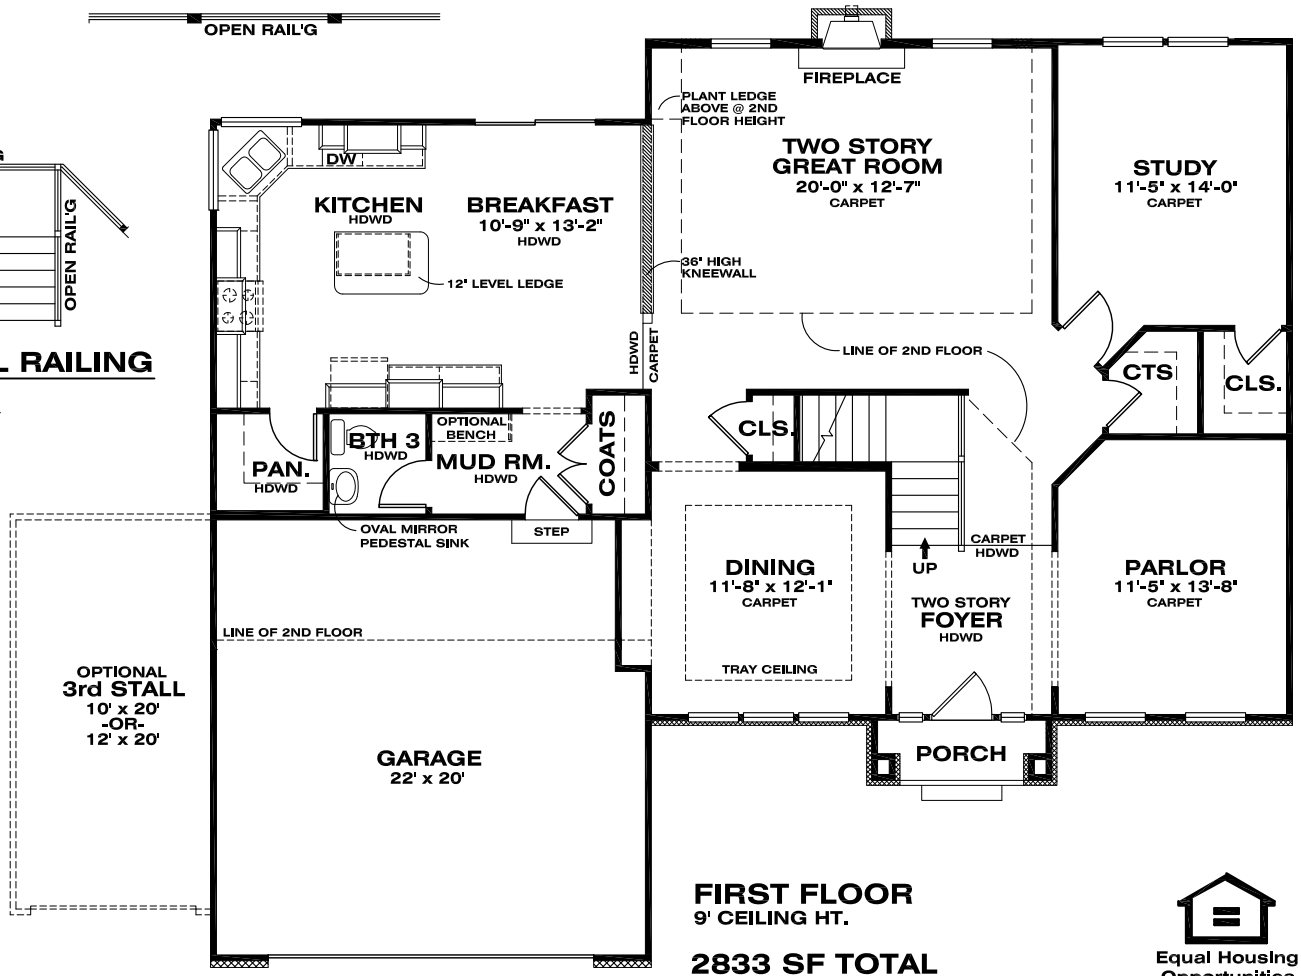 OPEN RAIL'G
G
OPEN RAIL'G
L RAILING
FIREPLACE
PLANT LEDGE
ABOVE @ 2ND
FLOOR HEIGHT
TWO STORY
GREAT ROOM
20'-0" x 12'-7"
CARPET
STUDY
11'-5" x 14'-0"
CARPET
DW
KITCHEN
HDWD
BREAKFAST
10'-9" x 13'-2"
HDWD
12" LEVEL LEDGE
36" HIGH
KNEEWALL
HDWD
CARPET
LINE OF 2ND FLOOR
CTS
CLS.
CLS.
OPTIONAL
BENCH
BTH 3
HDWD
MUD RM.
HDWD
COATS
PAN.
HDWD
OVAL MIRROR
PEDESTAL SINK
STEP
CARPET
HDWD
UP
DINING
11'-8" x 12'-1"
CARPET
TRAY CEILING
TWO STORY
FOYER
HDWD
PARLOR
11'-5" x 13'-8"
CARPET
LINE OF 2ND FLOOR
OPTIONAL
3rd STALL
10' x 20'
-OR-
12' x 20'
GARAGE
22' x 20'
PORCH
FIRST FLOOR
9' CEILING HT.
2833 SF TOTAL
Equal Housing
Opportunities